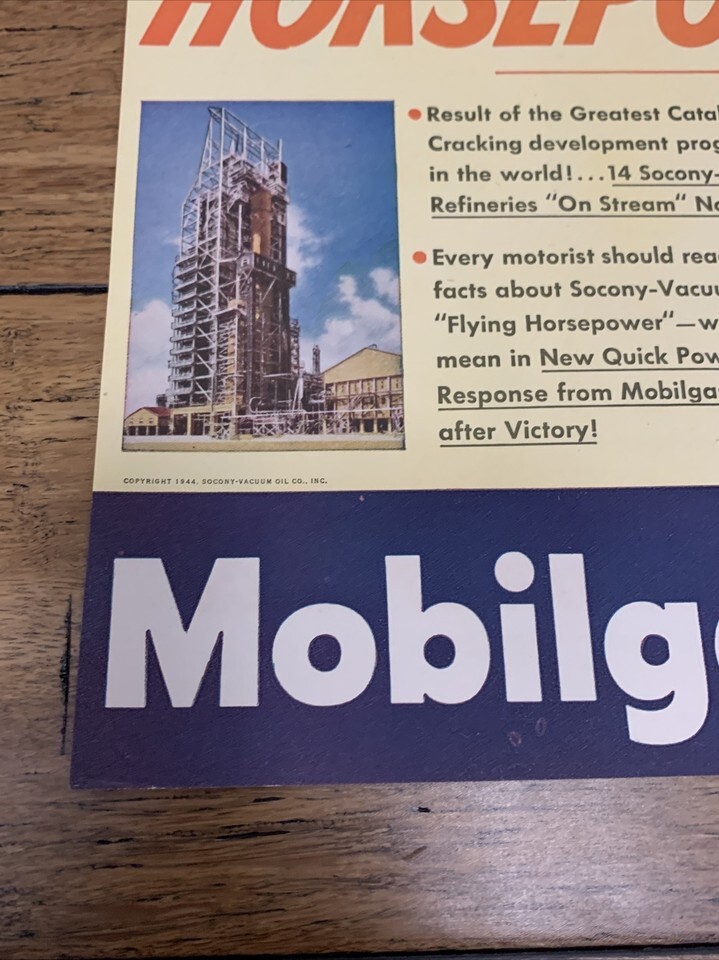 HORSEPO
Result of the Greatest Catal
Cracking development prog
in the world!...14 Socony-
Refineries "On Stream" No
Every motorist should rea
facts about Socony-Vacuu
"Flying Horsepower"—w
mean in New Quick Pow
Response from Mobilga
after Victory!
COPYRIGHT 1944, SOCONY-VACUUM OIL CO., INC.
Mobilga